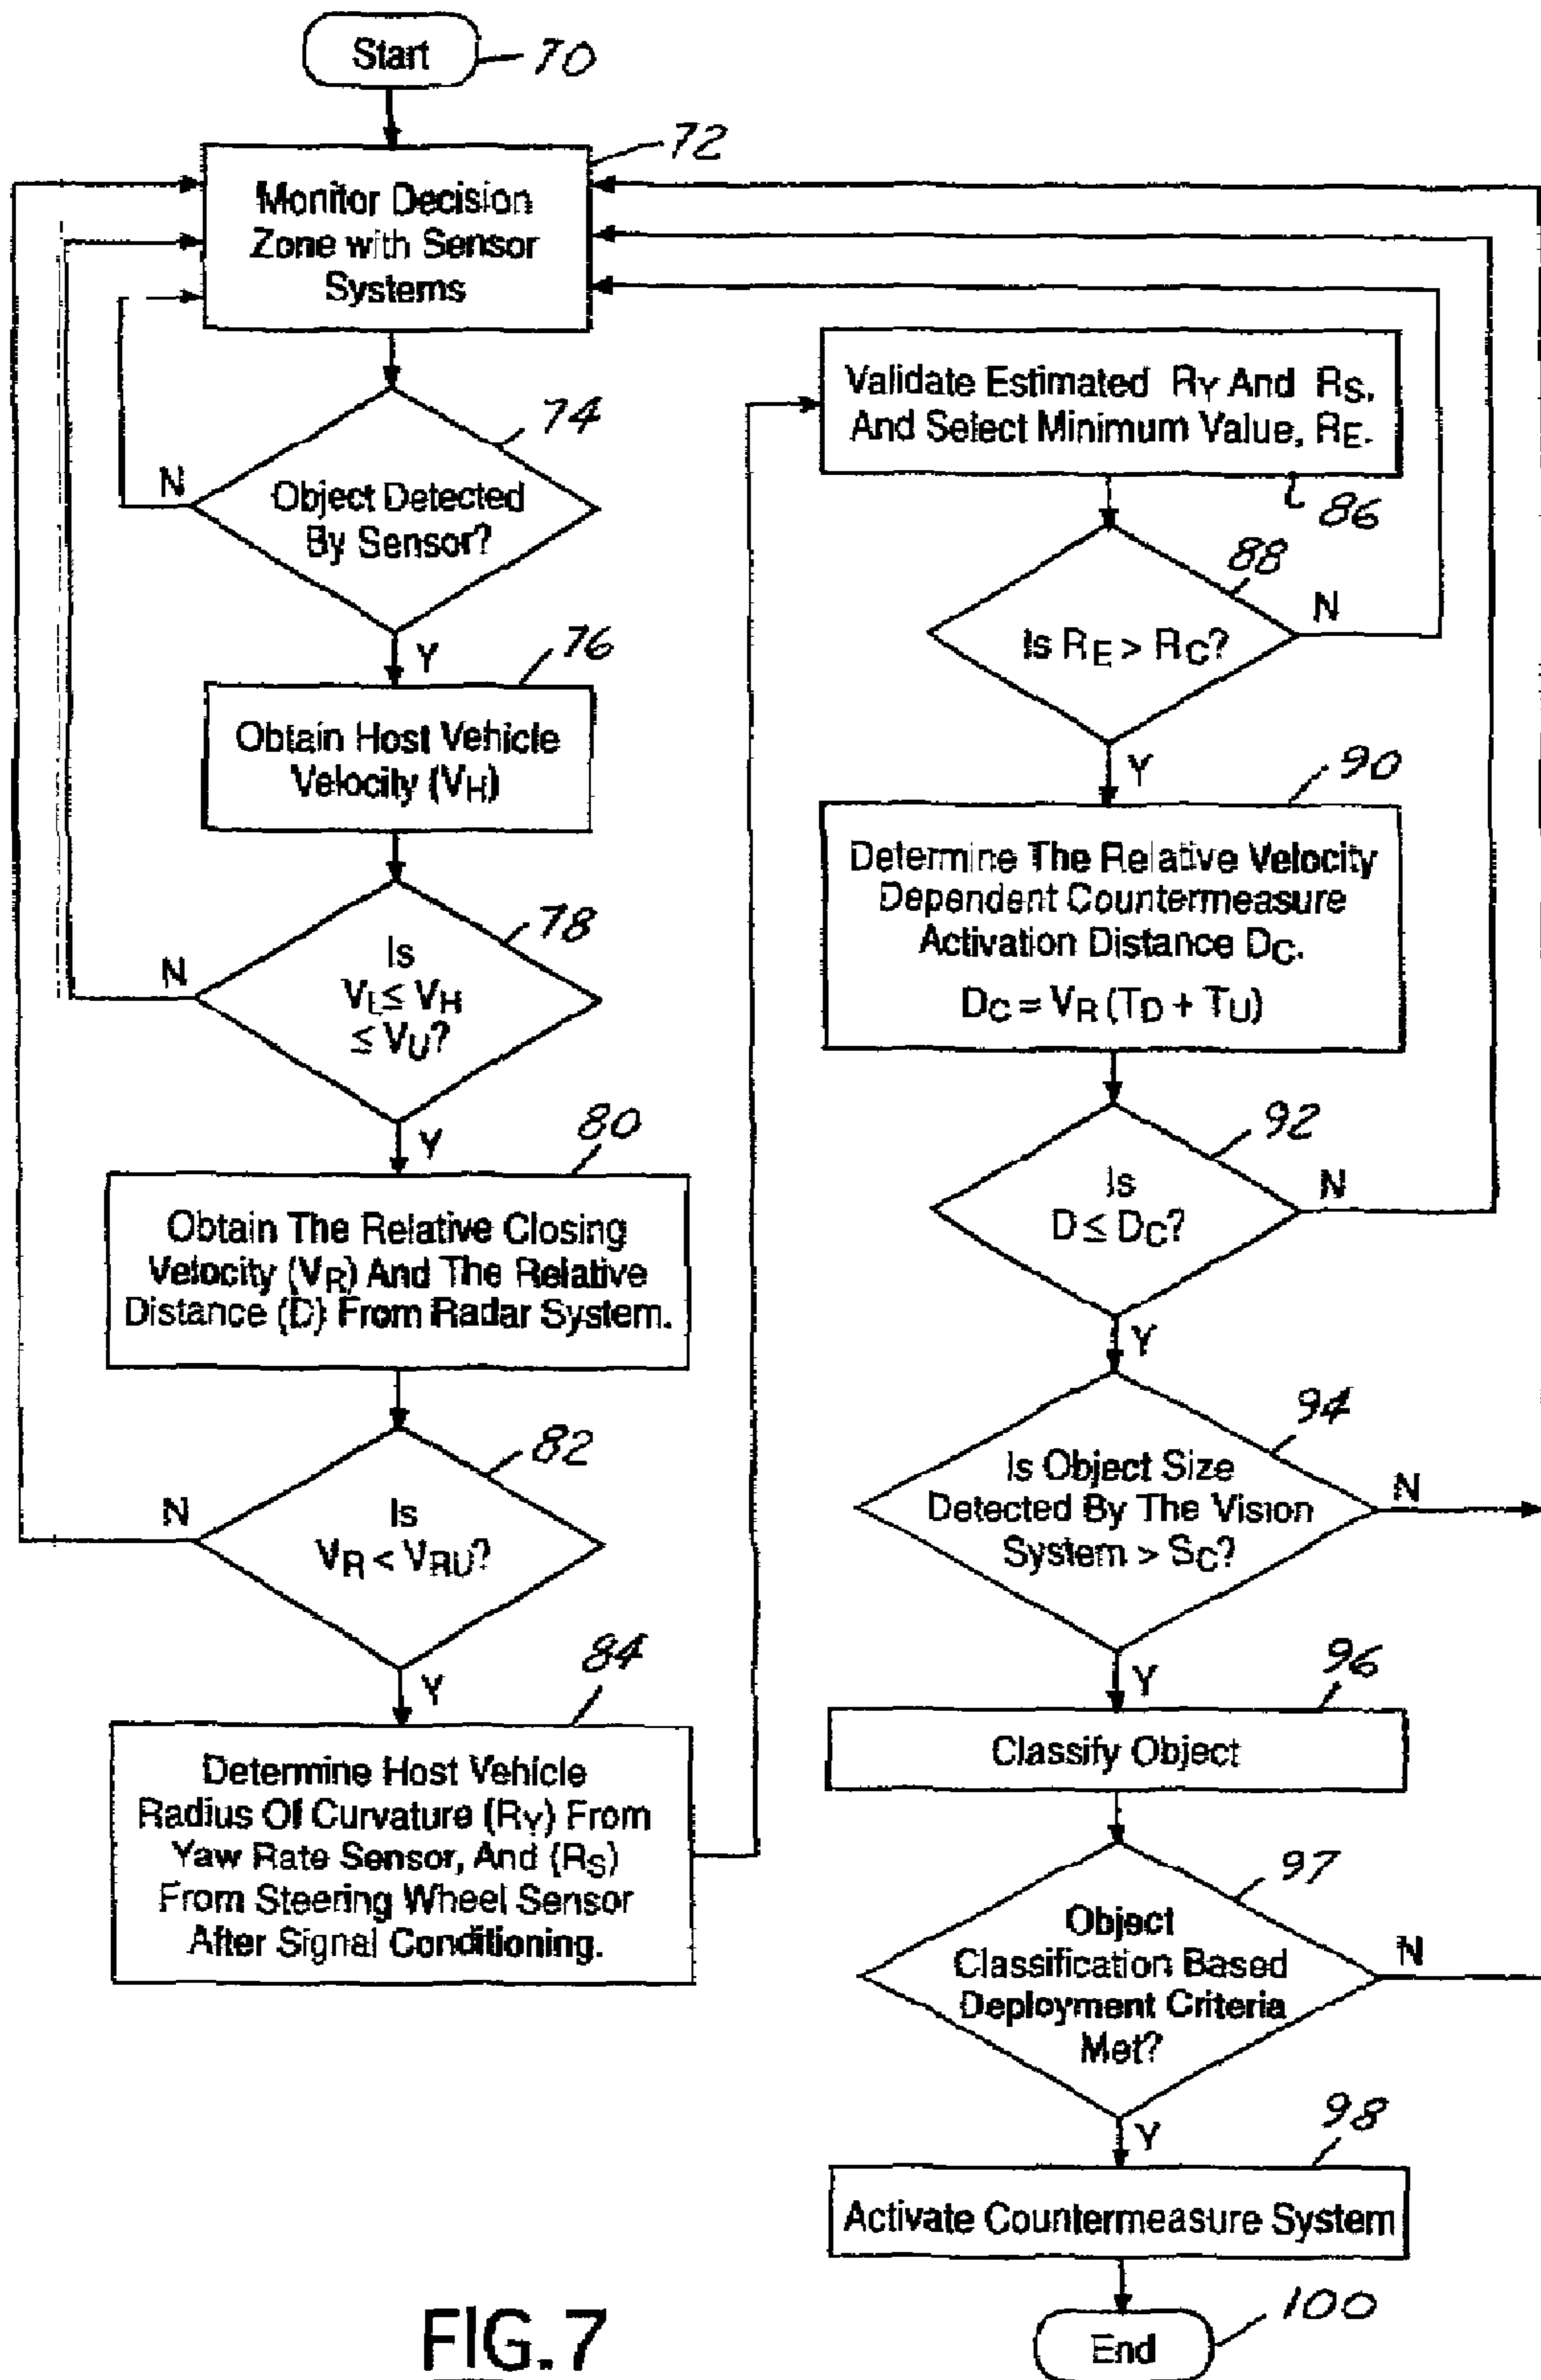 Start
70
72
Monitor Decision
Zone with Sensor
Systems
74
N
Object Detected
By Sensor?
Y
76
Obtain Host Vehicle
Velocity (VH)
78
N
Is
VL ≤ VH
≤ VU?
Y
80
Obtain The Relative Closing
Velocity (VR) And The Relative
Distance (D) From Radar System.
82
N
Is
VR < VRU?
Y
84
Determine Host Vehicle
Radius Of Curvature (RY) From
Yaw Rate Sensor, And (RS)
From Steering Wheel Sensor
After Signal Conditioning.
Validate Estimated RY And RS,
And Select Minimum Value, RE.
86
88
N
Is RE > RC?
Y
90
Determine The Relative Velocity
Dependent Countermeasure
Activation Distance DC.
DC = VR (TD + TU)
92
N
Is
D ≤ DC?
Y
94
Is Object Size
Detected By The Vision
System > SC?
N
Y
96
Classify Object
97
Object
Classification Based
Deployment Criteria
Met?
N
Y
98
Activate Countermeasure System
100
End
FIG.7